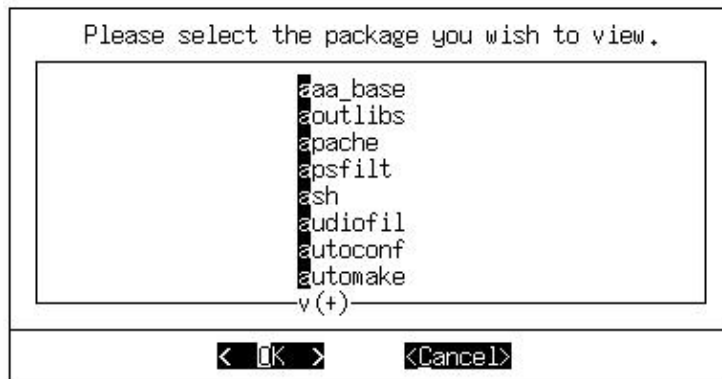 Please select the package you wish to view.
aaa_base
aoutlibs
apache
apsfilt
ash
audiofil
autoconf
automake
v(+)
< OK > <Cancel>